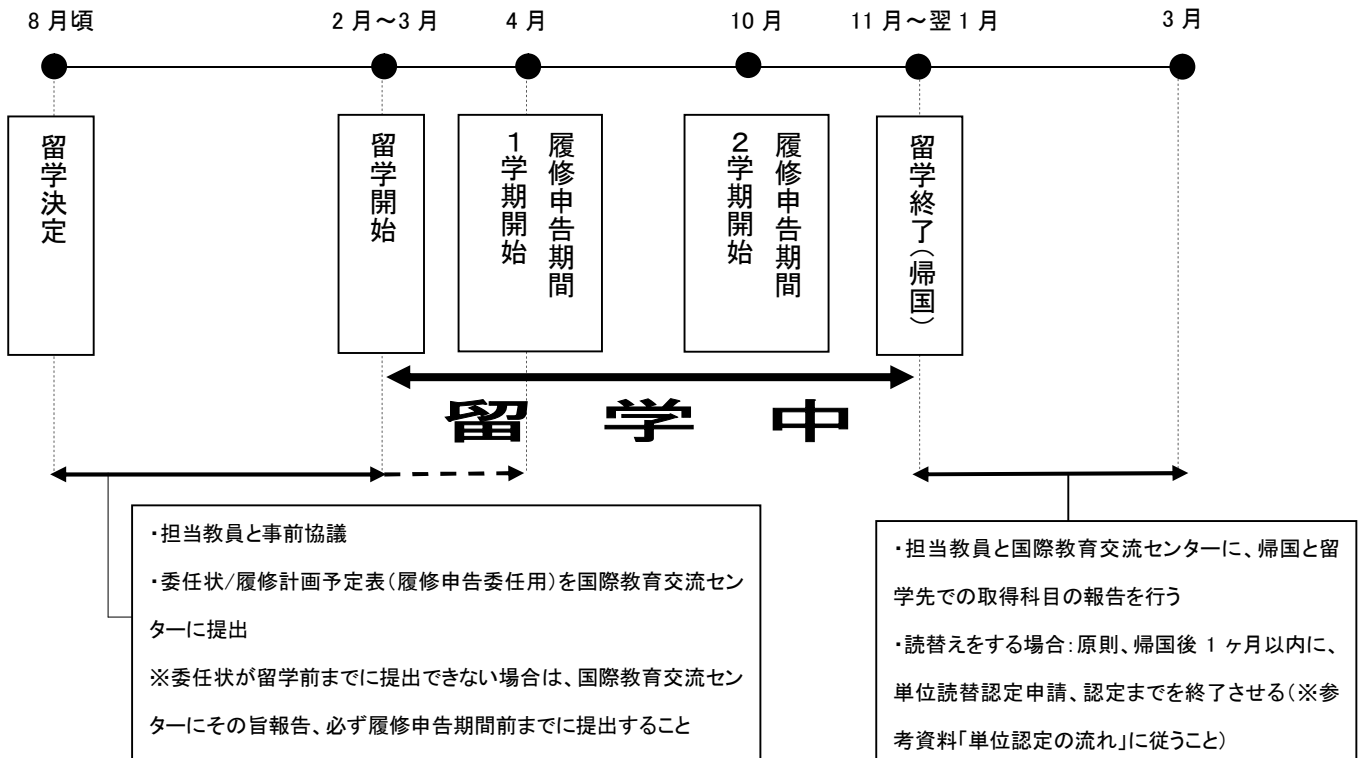 8月頃
2月～3月
4月
10月
11月～翌1月
3月
留学決定
留学開始
履修申告期間
1学期開始
履修申告期間
2学期開始
留学終了（帰国）
留学中
・担当教員と事前協議
・委任状/履修計画予定表（履修申告委任用）を国際教育交流セン
ターに提出
※委任状が留学前までに提出できない場合は、国際教育交流セン
ターにその旨報告、必ず履修申告期間前までに提出すること
・担当教員と国際教育交流センターに、帰国と留
学先での取得科目の報告を行う
・読替えをする場合：原則、帰国後 1 ヶ月以内に、
単位読替認定申請、認定までを終了させる（※参
考資料「単位認定の流れ」に従うこと）